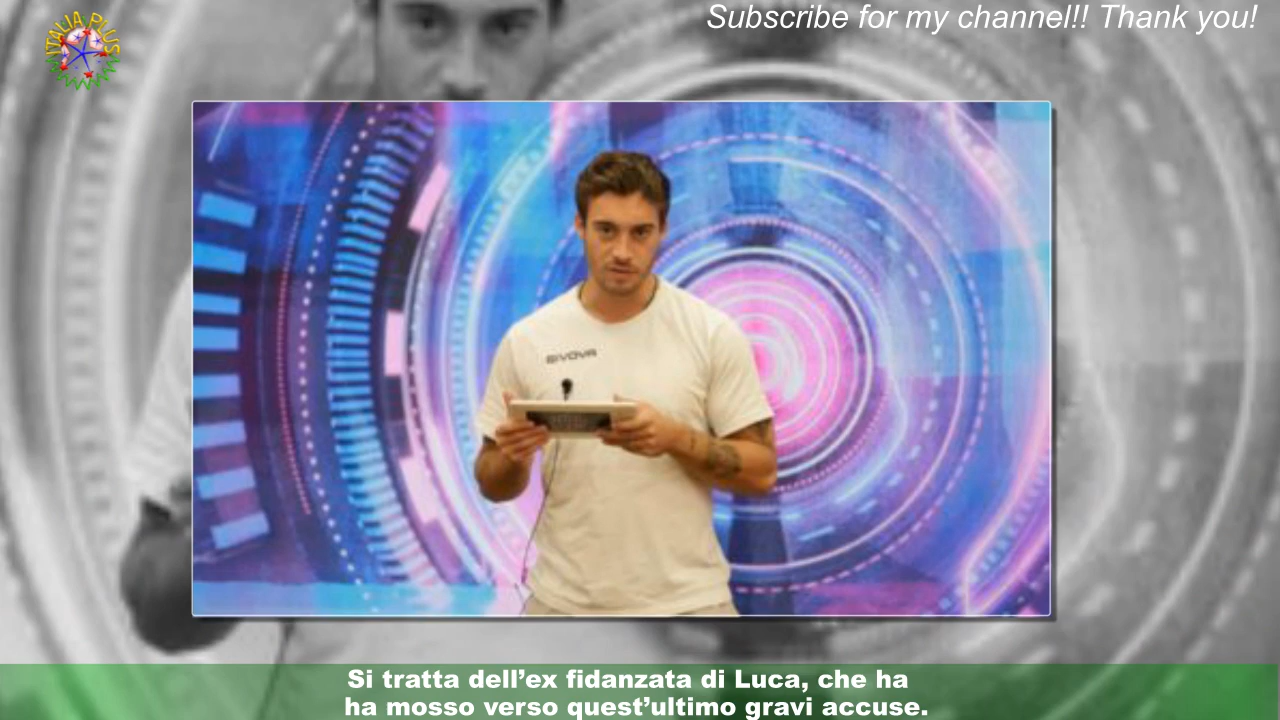 Subscribe for my channel!! Thank you!
ITALIA PLUS
GIVOVA
Si tratta dell’ex fidanzata di Luca, che ha
ha mosso verso quest’ultimo gravi accuse.